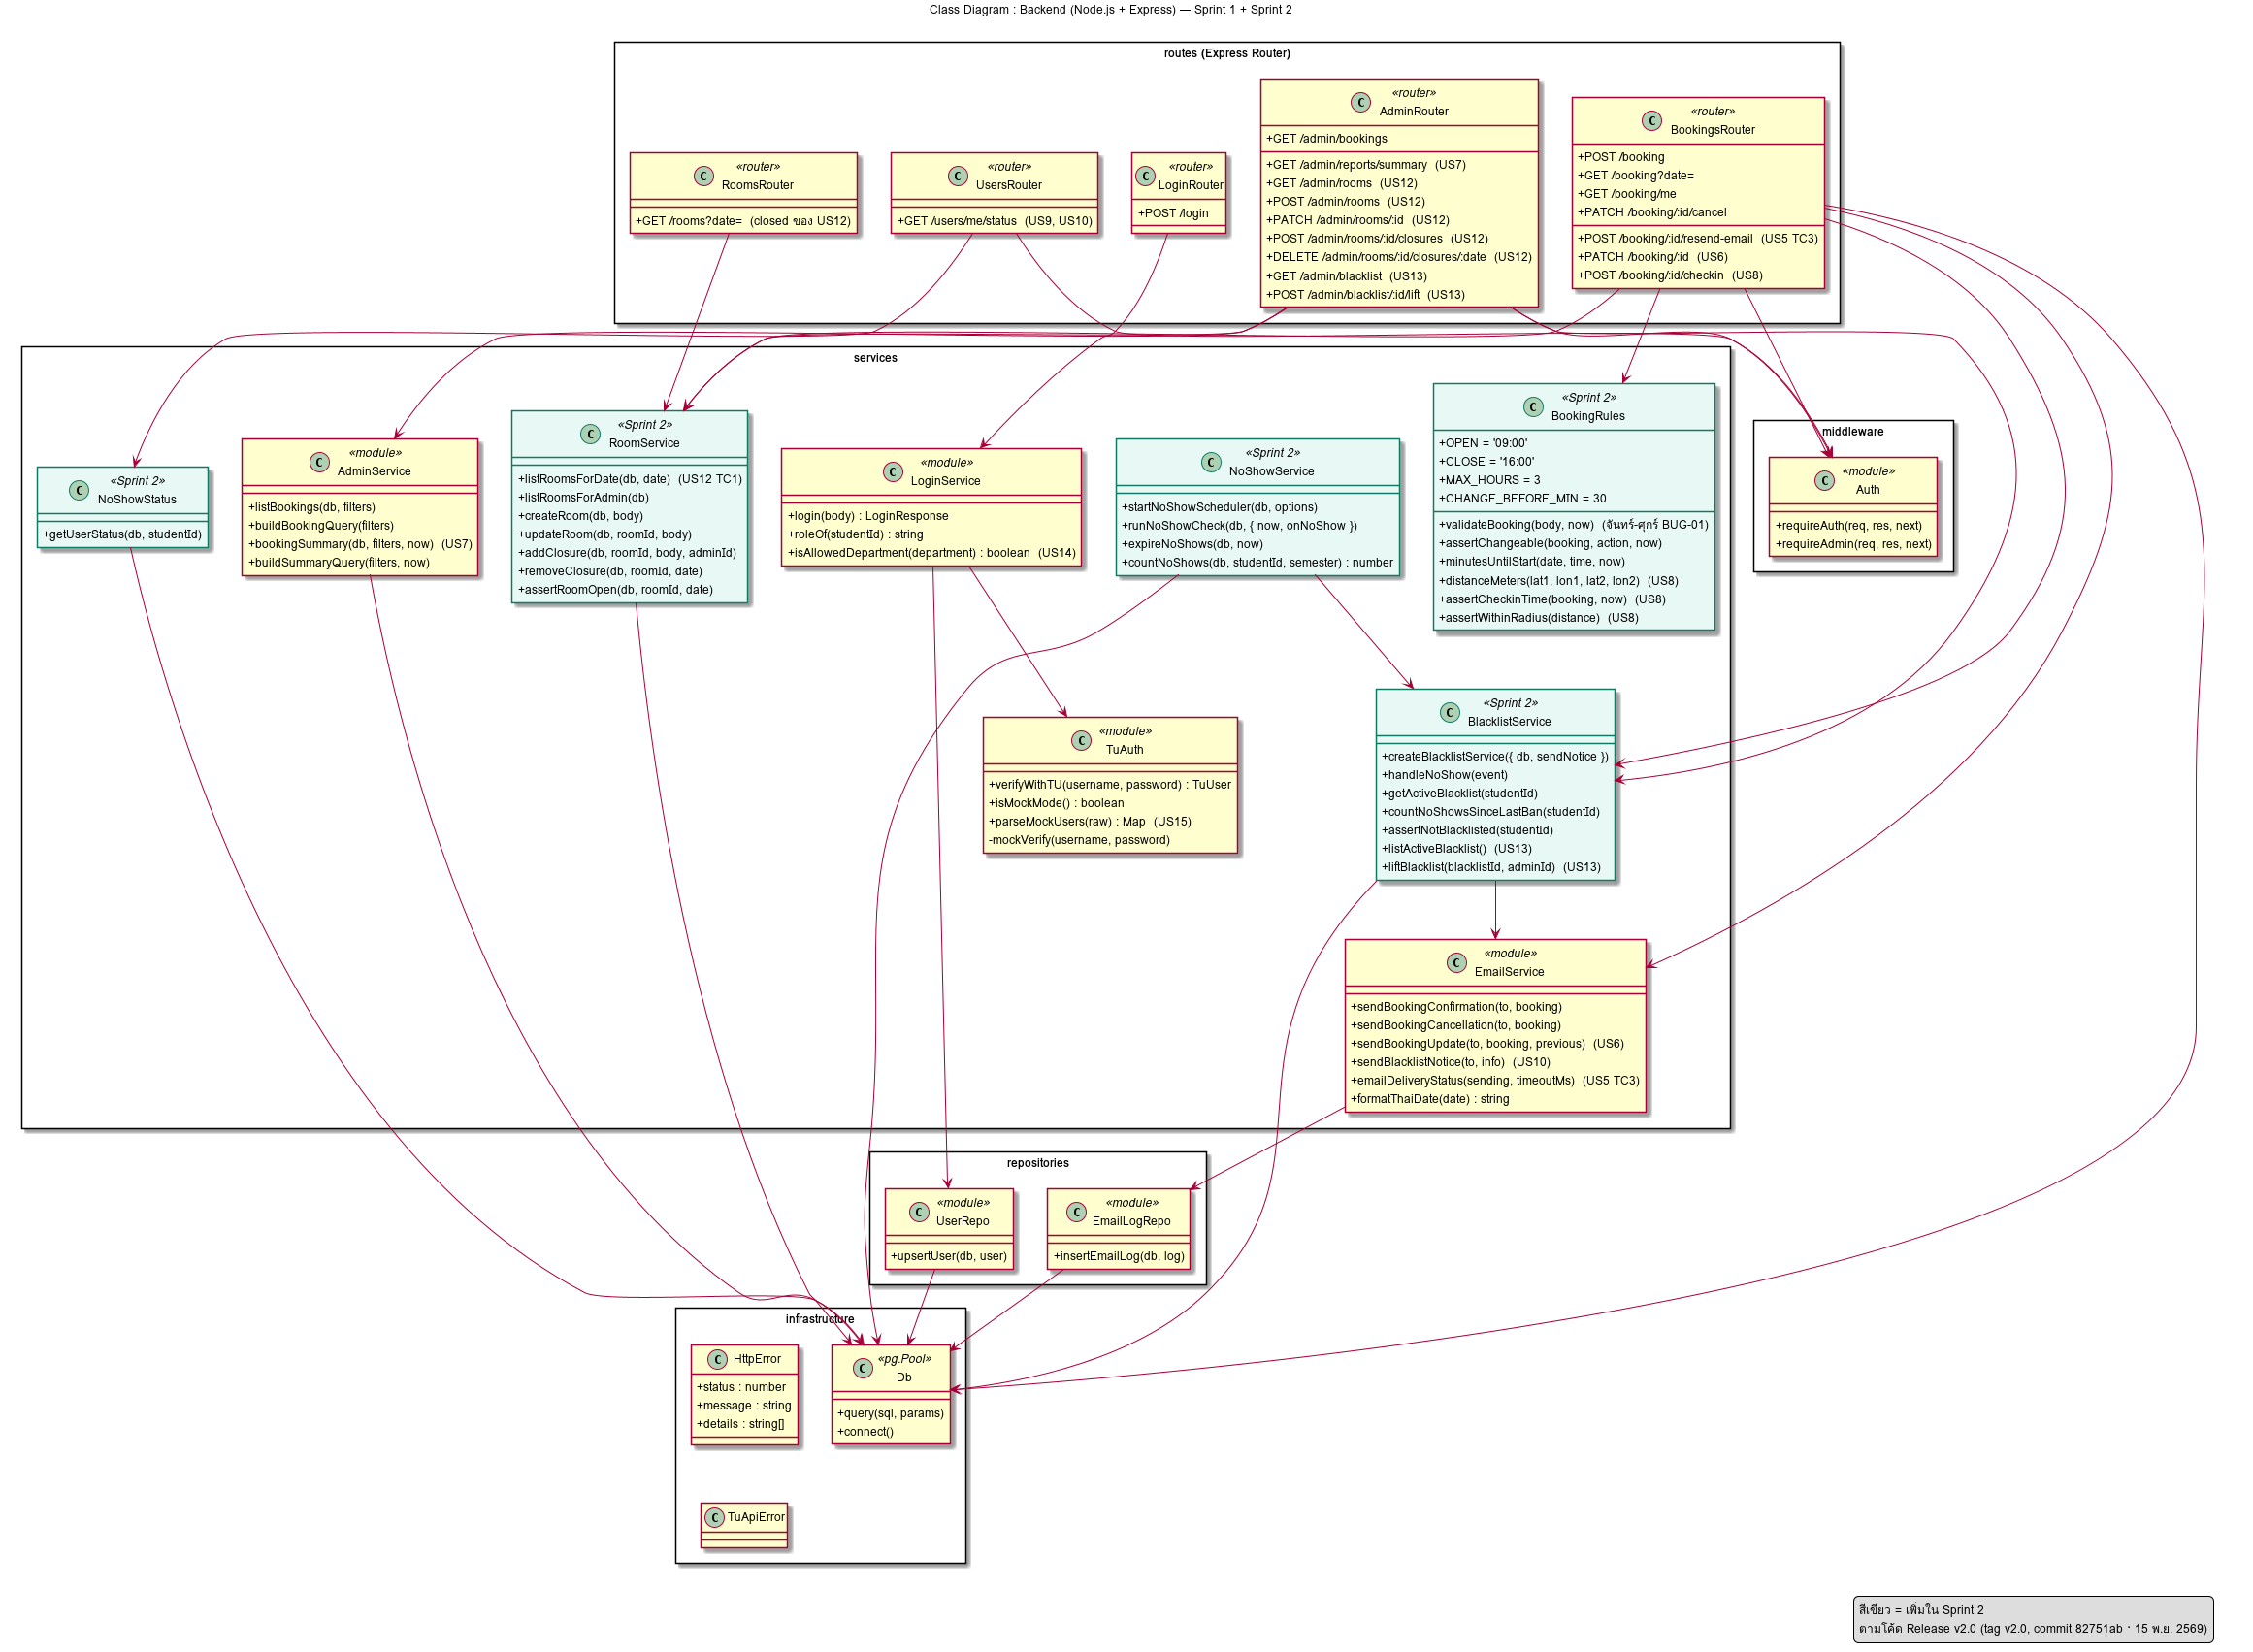 Class Diagram : Backend (Node.js + Express) — Sprint 1 + Sprint 2
routes (Express Router)
«router»
RoomsRouter
+GET /rooms?date=  (closed ของ US12)
«router»
UsersRouter
+GET /users/me/status  (US9, US10)
«router»
LoginRouter
+POST /login
«router»
AdminRouter
+GET /admin/bookings
+GET /admin/reports/summary  (US7)
+GET /admin/rooms  (US12)
+POST /admin/rooms  (US12)
+PATCH /admin/rooms/:id  (US12)
+POST /admin/rooms/:id/closures  (US12)
+DELETE /admin/rooms/:id/closures/:date  (US12)
+GET /admin/blacklist  (US13)
+POST /admin/blacklist/:id/lift  (US13)
«router»
BookingsRouter
+POST /booking
+GET /booking?date=
+GET /booking/me
+PATCH /booking/:id/cancel
+POST /booking/:id/resend-email  (US5 TC3)
+PATCH /booking/:id  (US6)
+POST /booking/:id/checkin  (US8)
services
«Sprint 2»
NoShowStatus
+getUserStatus(db, studentId)
«module»
AdminService
+listBookings(db, filters)
+buildBookingQuery(filters)
+bookingSummary(db, filters, now)  (US7)
+buildSummaryQuery(filters, now)
«Sprint 2»
RoomService
+listRoomsForDate(db, date)  (US12 TC1)
+listRoomsForAdmin(db)
+createRoom(db, body)
+updateRoom(db, roomId, body)
+addClosure(db, roomId, body, adminId)
+removeClosure(db, roomId, date)
+assertRoomOpen(db, roomId, date)
«module»
LoginService
+login(body) : LoginResponse
+roleOf(studentId) : string
+isAllowedDepartment(department) : boolean  (US14)
«Sprint 2»
NoShowService
+startNoShowScheduler(db, options)
+runNoShowCheck(db, { now, onNoShow })
+expireNoShows(db, now)
+countNoShows(db, studentId, semester) : number
«Sprint 2»
BookingRules
+OPEN = '09:00'
+CLOSE = '16:00'
+MAX_HOURS = 3
+CHANGE_BEFORE_MIN = 30
+validateBooking(body, now)  (จันทร์-ศุกร์ BUG-01)
+assertChangeable(booking, action, now)
+minutesUntilStart(date, time, now)
+distanceMeters(lat1, lon1, lat2, lon2)  (US8)
+assertCheckinTime(booking, now)  (US8)
+assertWithinRadius(distance)  (US8)
middleware
«module»
Auth
+requireAuth(req, res, next)
+requireAdmin(req, res, next)
«module»
TuAuth
+verifyWithTU(username, password) : TuUser
+isMockMode() : boolean
+parseMockUsers(raw) : Map  (US15)
-mockVerify(username, password)
«Sprint 2»
BlacklistService
+createBlacklistService({ db, sendNotice })
+handleNoShow(event)
+getActiveBlacklist(studentId)
+countNoShowsSinceLastBan(studentId)
+assertNotBlacklisted(studentId)
+listActiveBlacklist()  (US13)
+liftBlacklist(blacklistId, adminId)  (US13)
«module»
EmailService
+sendBookingConfirmation(to, booking)
+sendBookingCancellation(to, booking)
+sendBookingUpdate(to, booking, previous)  (US6)
+sendBlacklistNotice(to, info)  (US10)
+emailDeliveryStatus(sending, timeoutMs)  (US5 TC3)
+formatThaiDate(date) : string
repositories
«module»
UserRepo
+upsertUser(db, user)
«module»
EmailLogRepo
+insertEmailLog(db, log)
infrastructure
HttpError
+status : number
+message : string
+details : string[]
«pg.Pool»
Db
+query(sql, params)
+connect()
TuApiError
สีเขียว = เพิ่มใน Sprint 2
ตามโค้ด Release v2.0 (tag v2.0, commit 82751ab · 15 พ.ย. 2569)